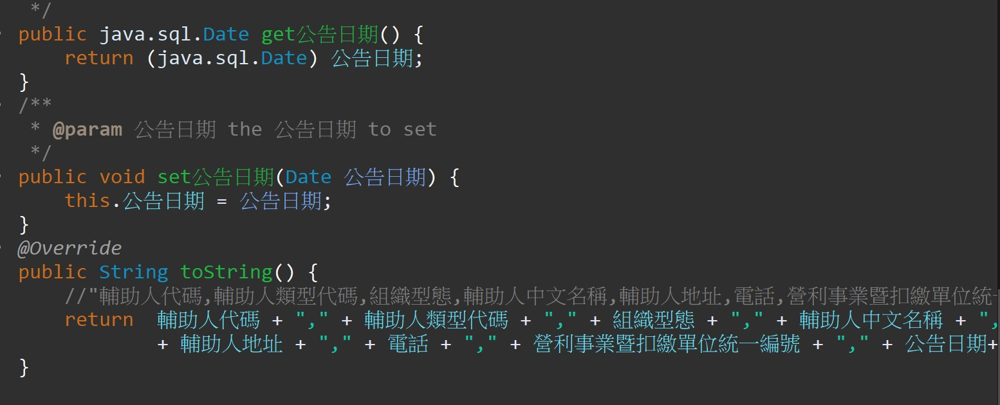 */
public java.sql.Date get公告日期() {
return (java.sql.Date) 公告日期;
}
/**
* @param 公告日期 the 公告日期 to set
*/
public void set公告日期(Date 公告日期) {
this.公告日期 = 公告日期;
}
@Override
public String toString() {
//"輔助人代碼,輔助人類型代碼,組織型態,輔助人中文名稱,輔助人地址,電話,營利事業暨扣繳單位統一
return 輔助人代碼 + "," + 輔助人類型代碼 + "," + 組織型態 + "," + 輔助人中文名稱 + ",
+ 輔助人地址 + "," + 電話 + "," + 營利事業暨扣繳單位統一編號 + "," + 公告日期+
}